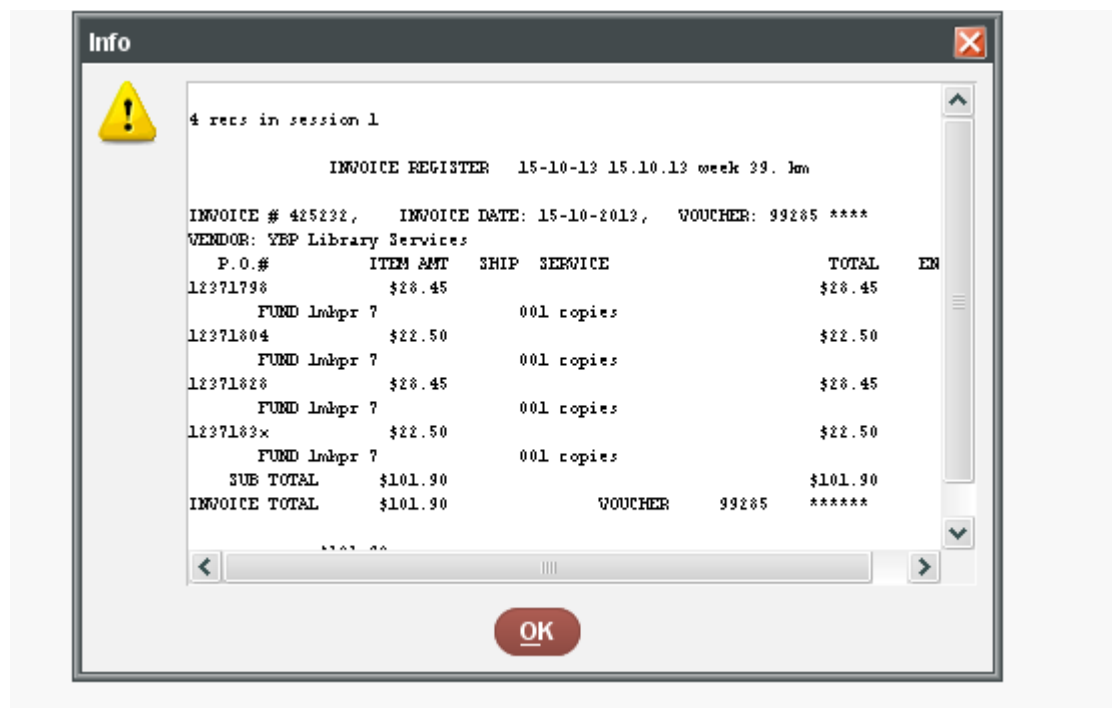 Info
4 recs in session 1
INVOICE REGISTER 15-10-13 15.10.13 week 39. km
INVOICE # 425232, INVOICE DATE: 15-10-2013, VOUCHER: 99285 ****
VENDOR: YBP Library Services
P.O.# ITEM AMT SHIP SERVICE TOTAL EN
12371798 $28.45 $28.45
FUND lmhpr 7 001 copies
12371804 $22.50 $22.50
FUND lmhpr 7 001 copies
12371828 $28.45 $28.45
FUND lmhpr 7 001 copies
1237183x $22.50 $22.50
FUND lmhpr 7 001 copies
SUB TOTAL $101.90 $101.90
INVOICE TOTAL $101.90 VOUCHER 99285 ******
OK